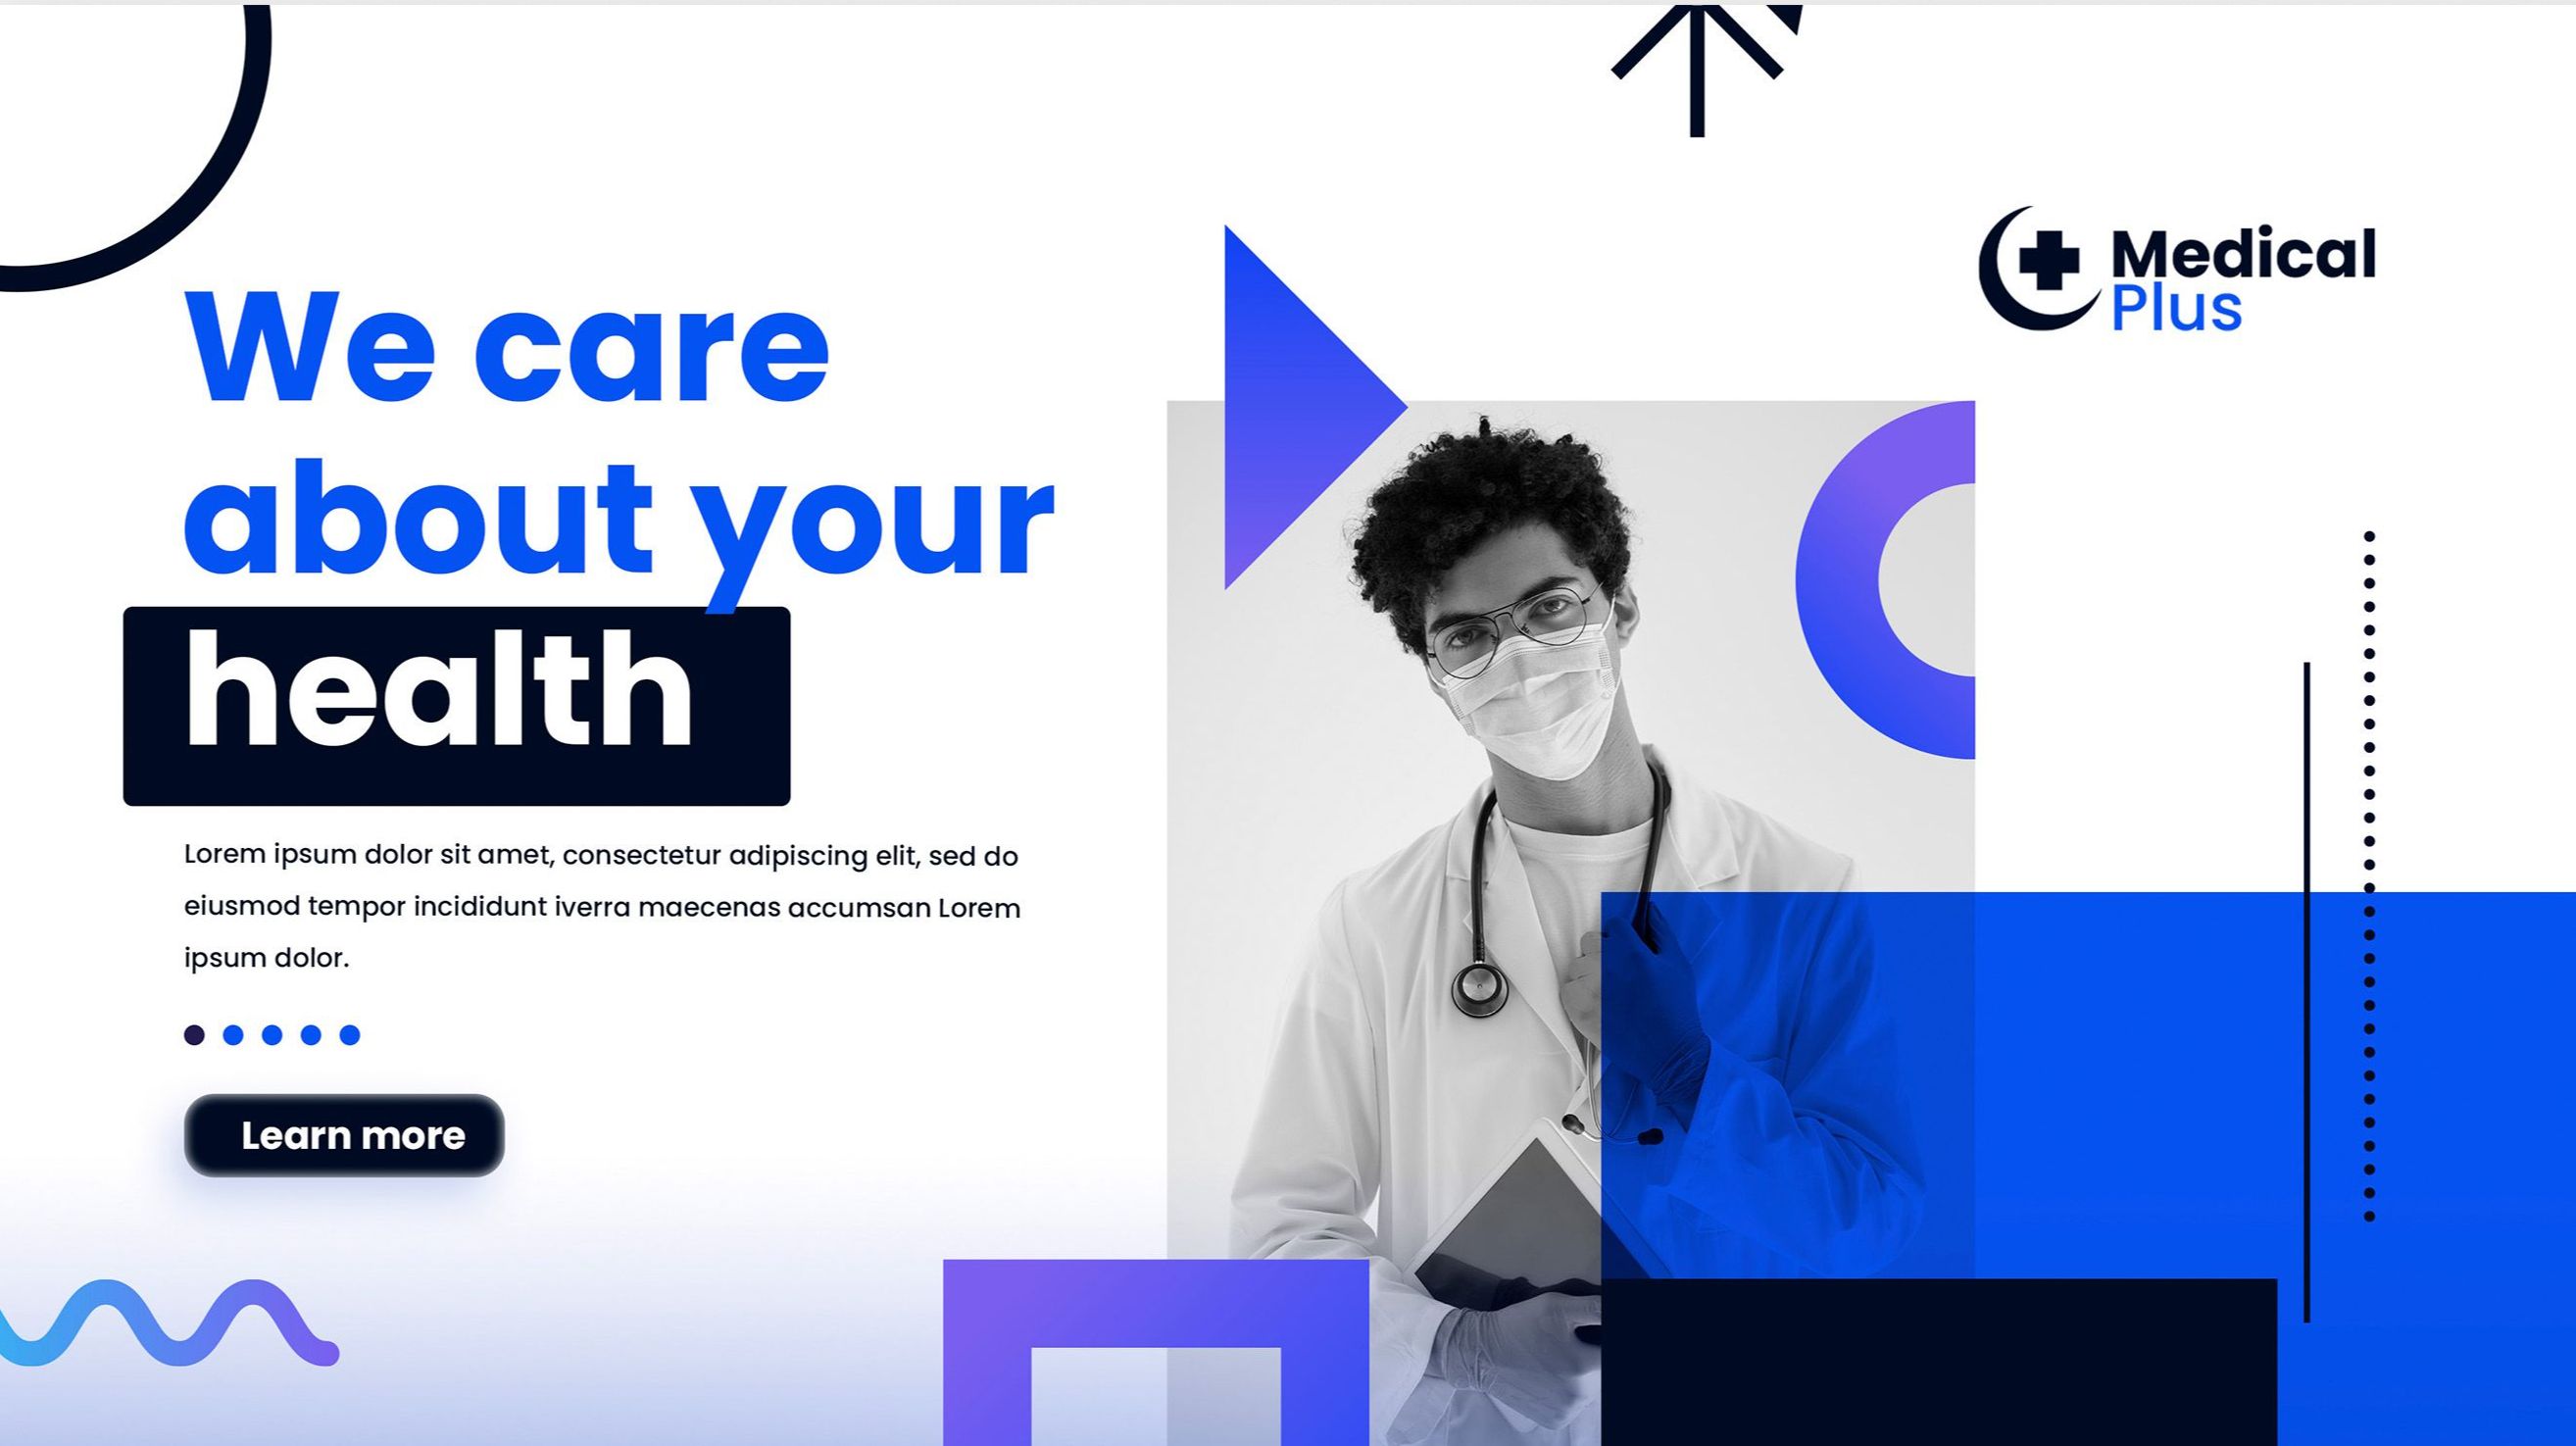 We care
about your
health
Lorem ipsum dolor sit amet, consectetur adipiscing elit, sed do
eiusmod tempor incididunt iverra maecenas accumsan Lorem
ipsum dolor.
Learn more
Medical
Plus